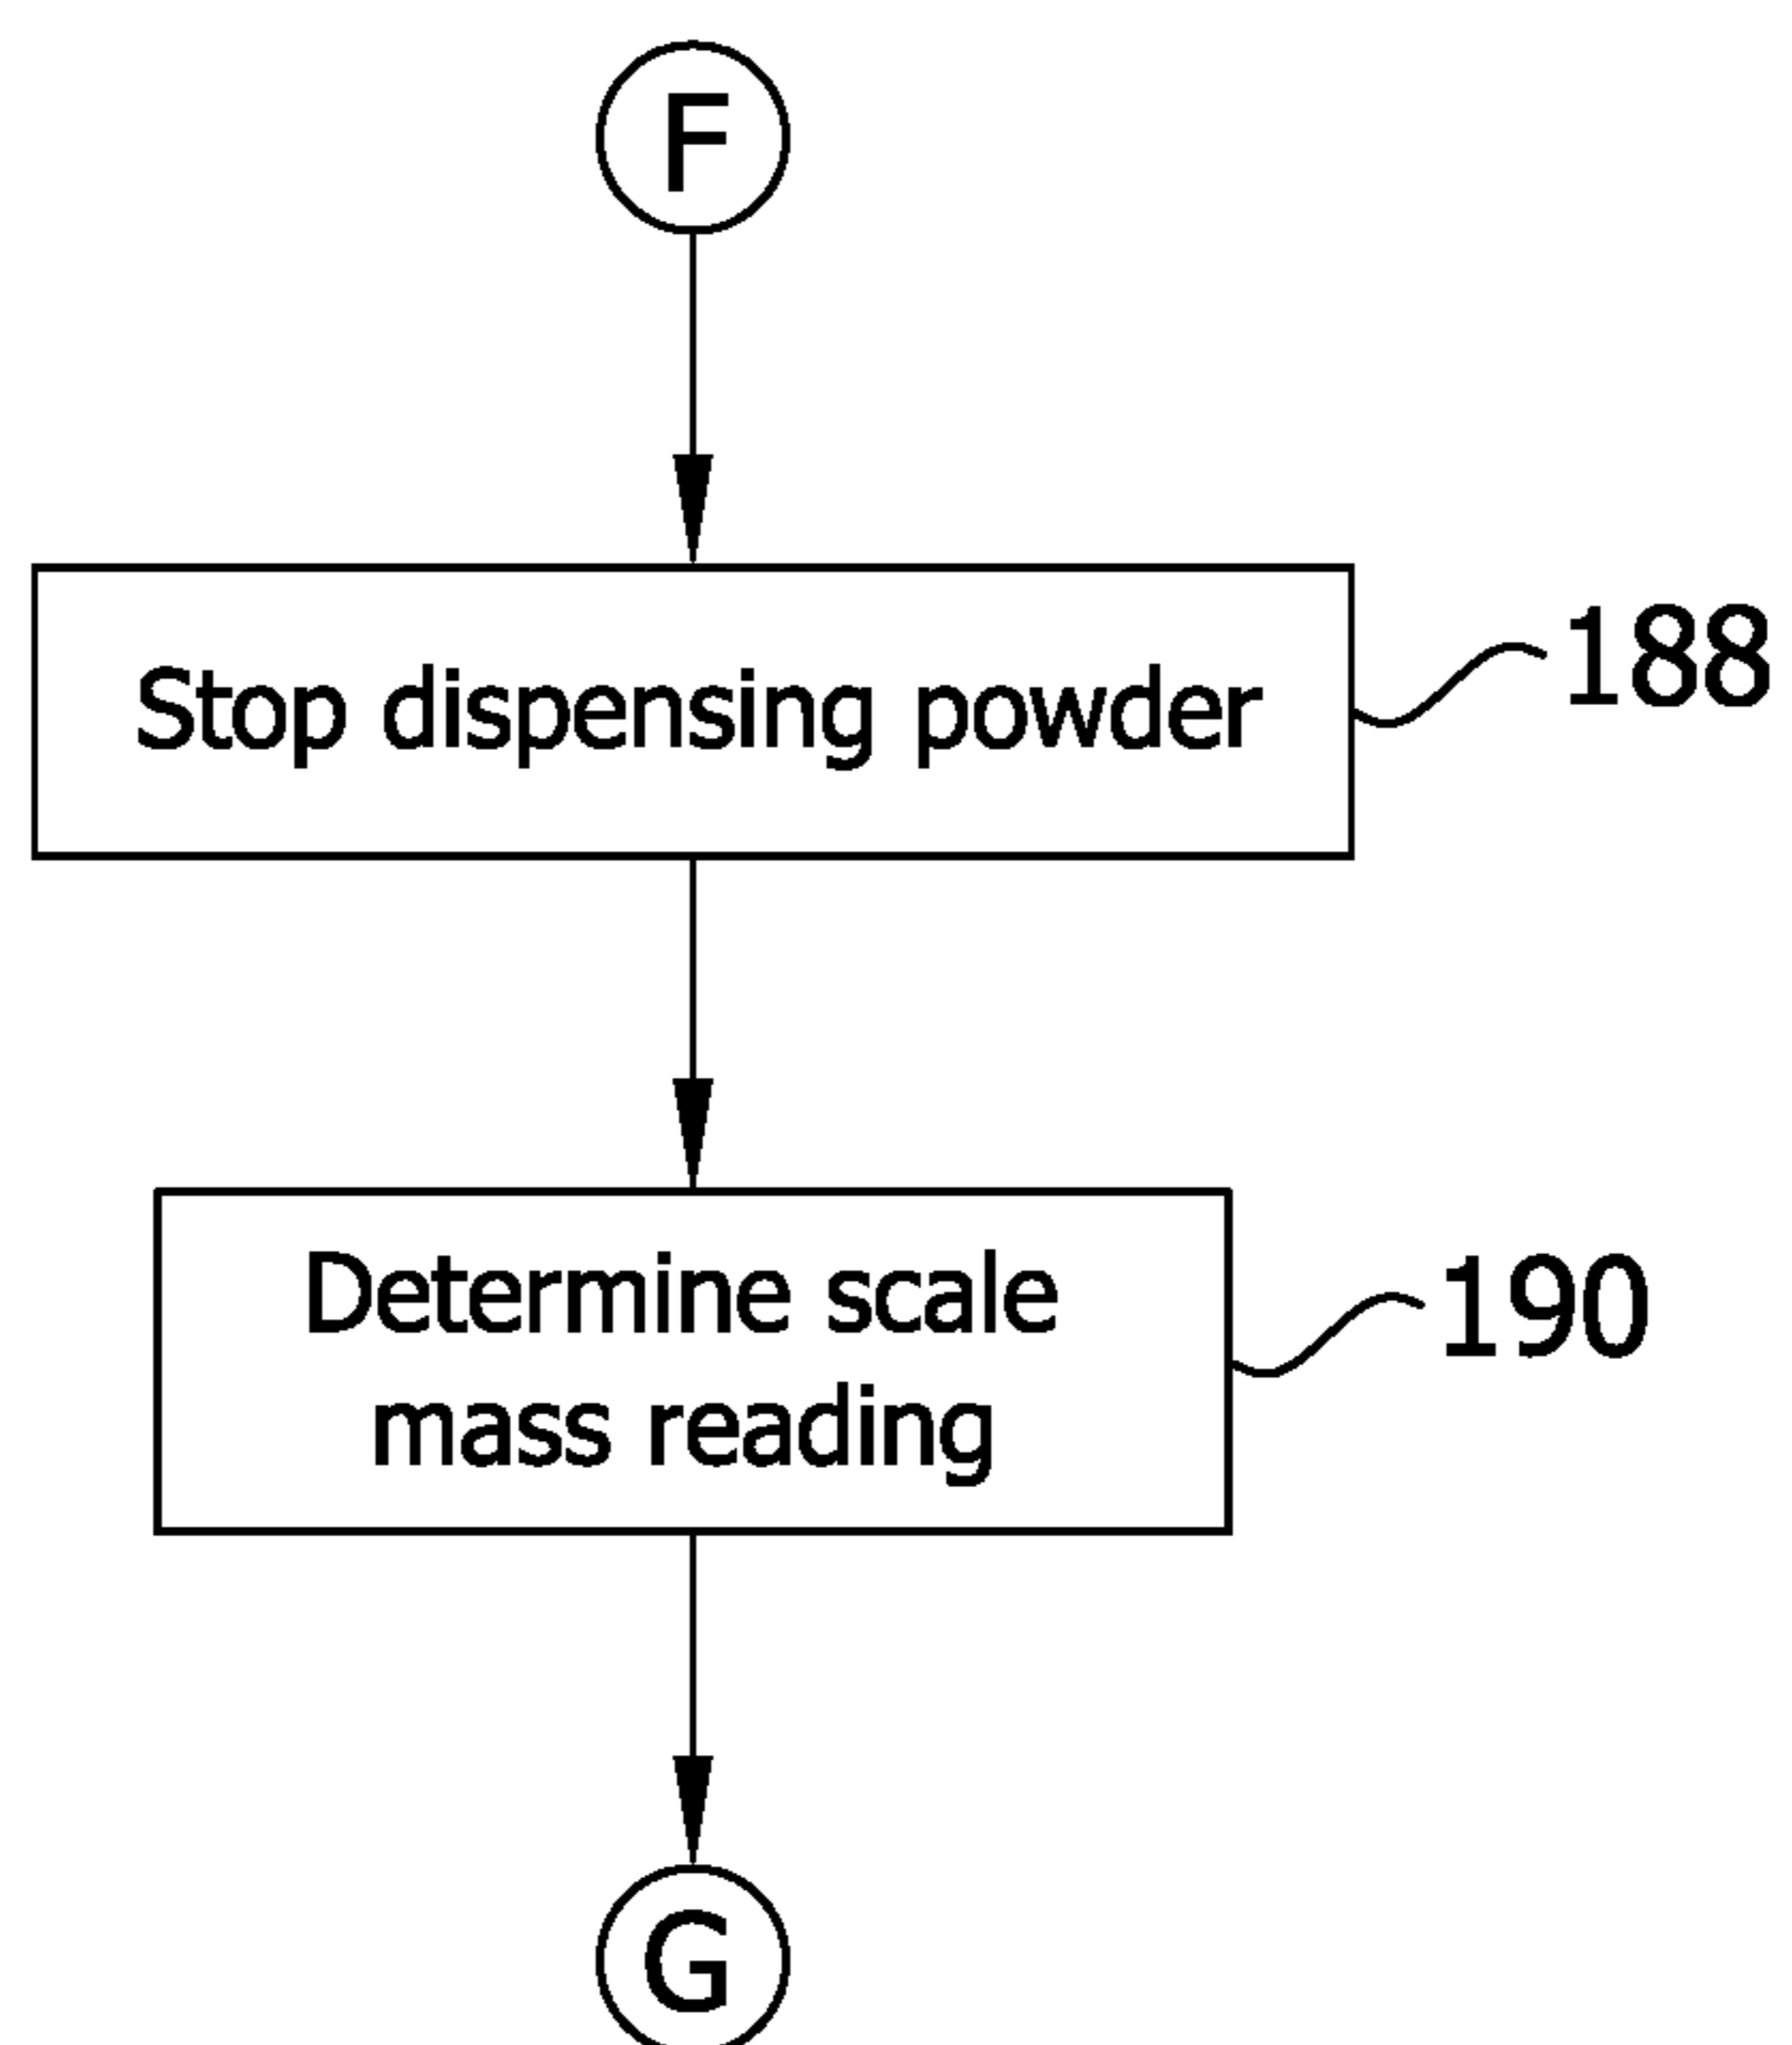 F
Stop dispensing powder
188
Determine scale
mass reading
190
G